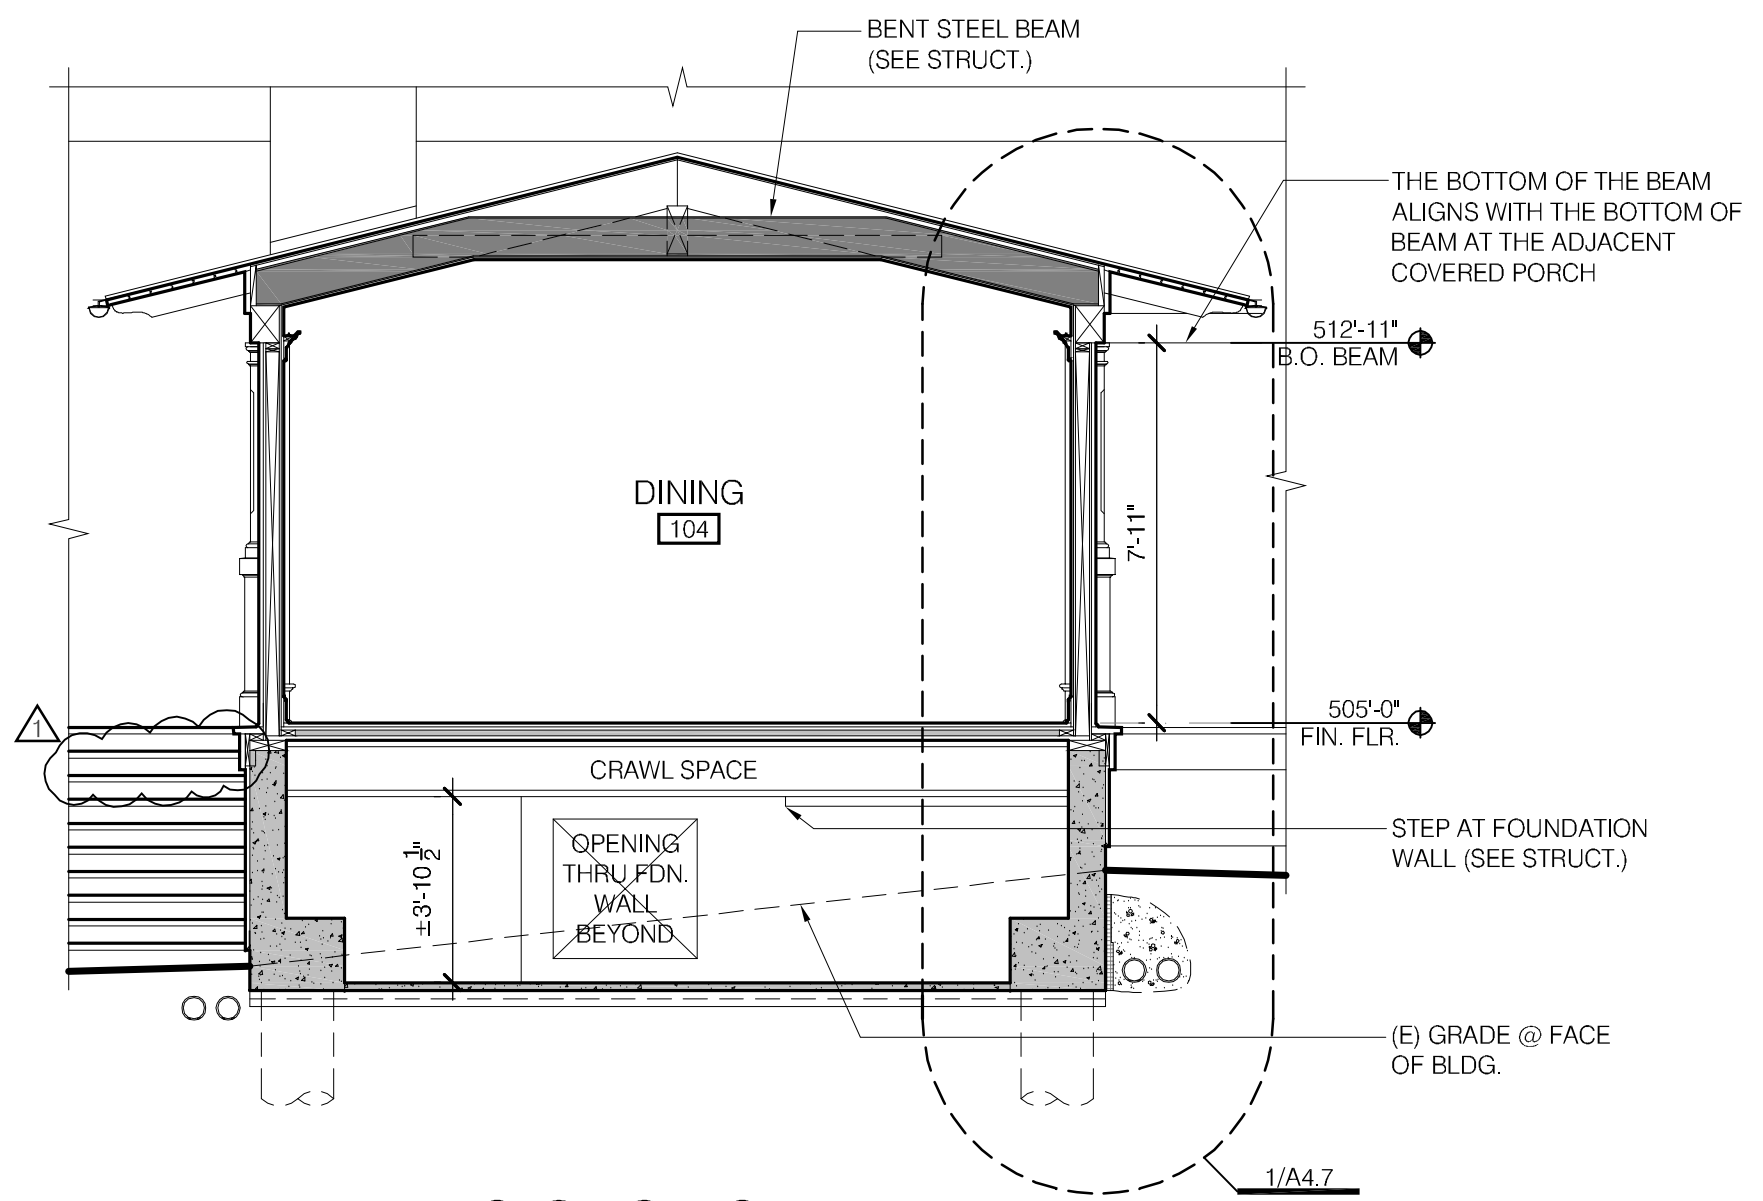 BENT STEEL BEAM
(SEE STRUCT.)
THE BOTTOM OF THE BEAM
ALIGNS WITH THE BOTTOM OF
BEAM AT THE ADJACENT
COVERED PORCH
512'-11"
B.O. BEAM
7'-11"
DINING
104
505'-0"
FIN. FLR.
1
CRAWL SPACE
±3'-10 1/2"
OPENING
THRU FDN.
WALL
BEYOND
STEP AT FOUNDATION
WALL (SEE STRUCT.)
(E) GRADE @ FACE
OF BLDG.
1/A4.7